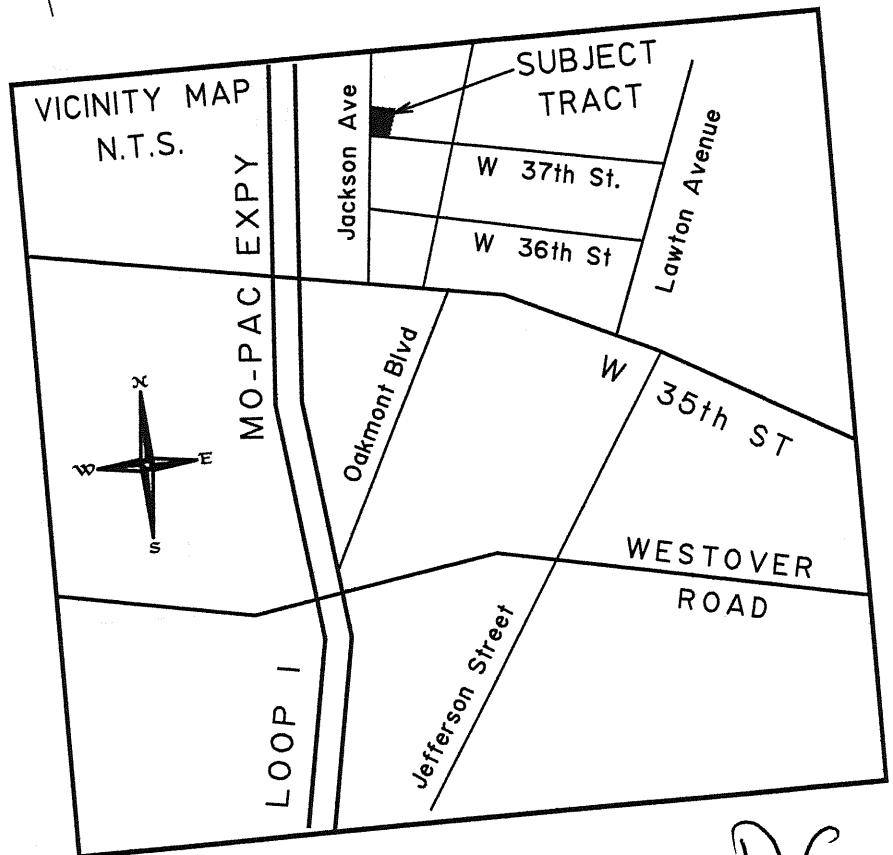 VICINITY MAP
N.T.S.
SUBJECT
TRACT
Jackson Ave
MO-PAC EXPY
W 37th St.
W 36th St
Lawton Avenue
Oakmont Blvd
W 35th ST
N
W E
S
WESTOVER
ROAD
Jefferson Street
LOOP 1